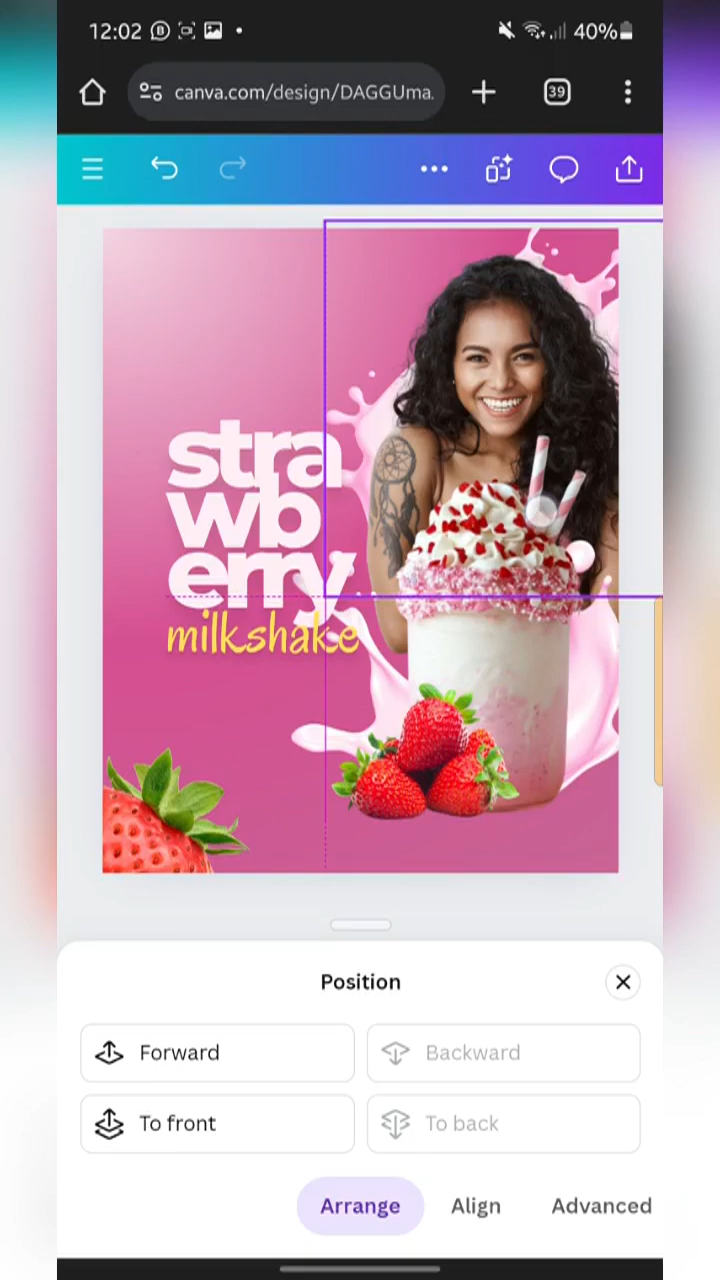 12:02 40%
canva.com/design/DAGGUma.
39
stra
wb
erry
milkshake
Position
Forward
Backward
To front
To back
Arrange
Align
Advanced